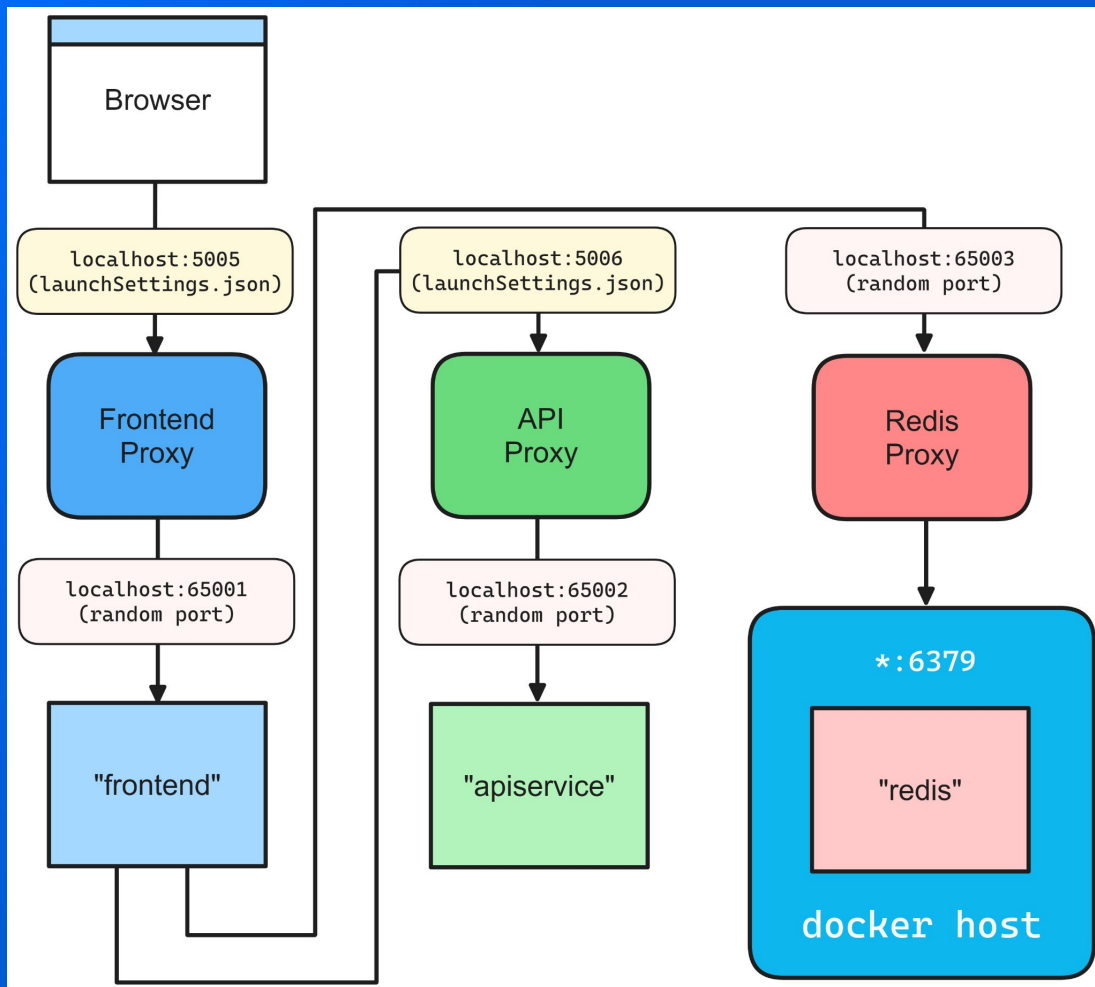 Browser
localhost:5005
(launchSettings.json)
localhost:5006
(launchSettings.json)
localhost:65003
(random port)
Frontend
Proxy
API
Proxy
Redis
Proxy
localhost:65001
(random port)
localhost:65002
(random port)
*:6379
"frontend"
"apiservice"
"redis"
docker host